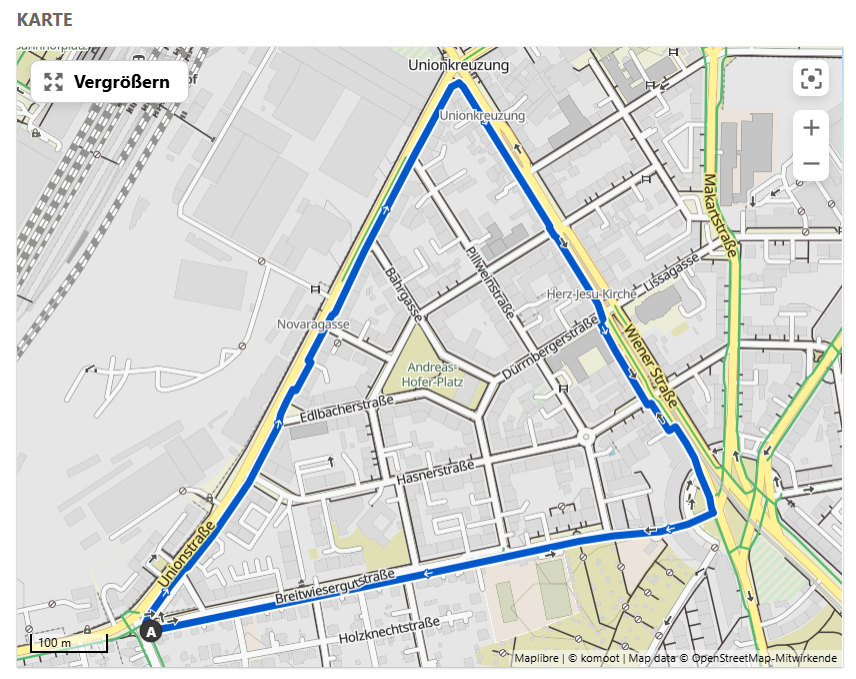 KARTE
Vergrößern
Unionkreuzung
Unionkreuzung
Makartstraße
Pillweinstraße
Bährgasse
Lissagasse
Herz-Jesu-Kirche
Novaragasse
Dürrnbergerstraße
Wiener Straße
Andreas-
Hofer-Platz
Edlbacherstraße
Hasnerstraße
Unionstraße
Breitwiesergutstraße
Holzknechtstraße
A
100 m
Maplibre | © komoot | Map data © OpenStreetMap-Mitwirkende